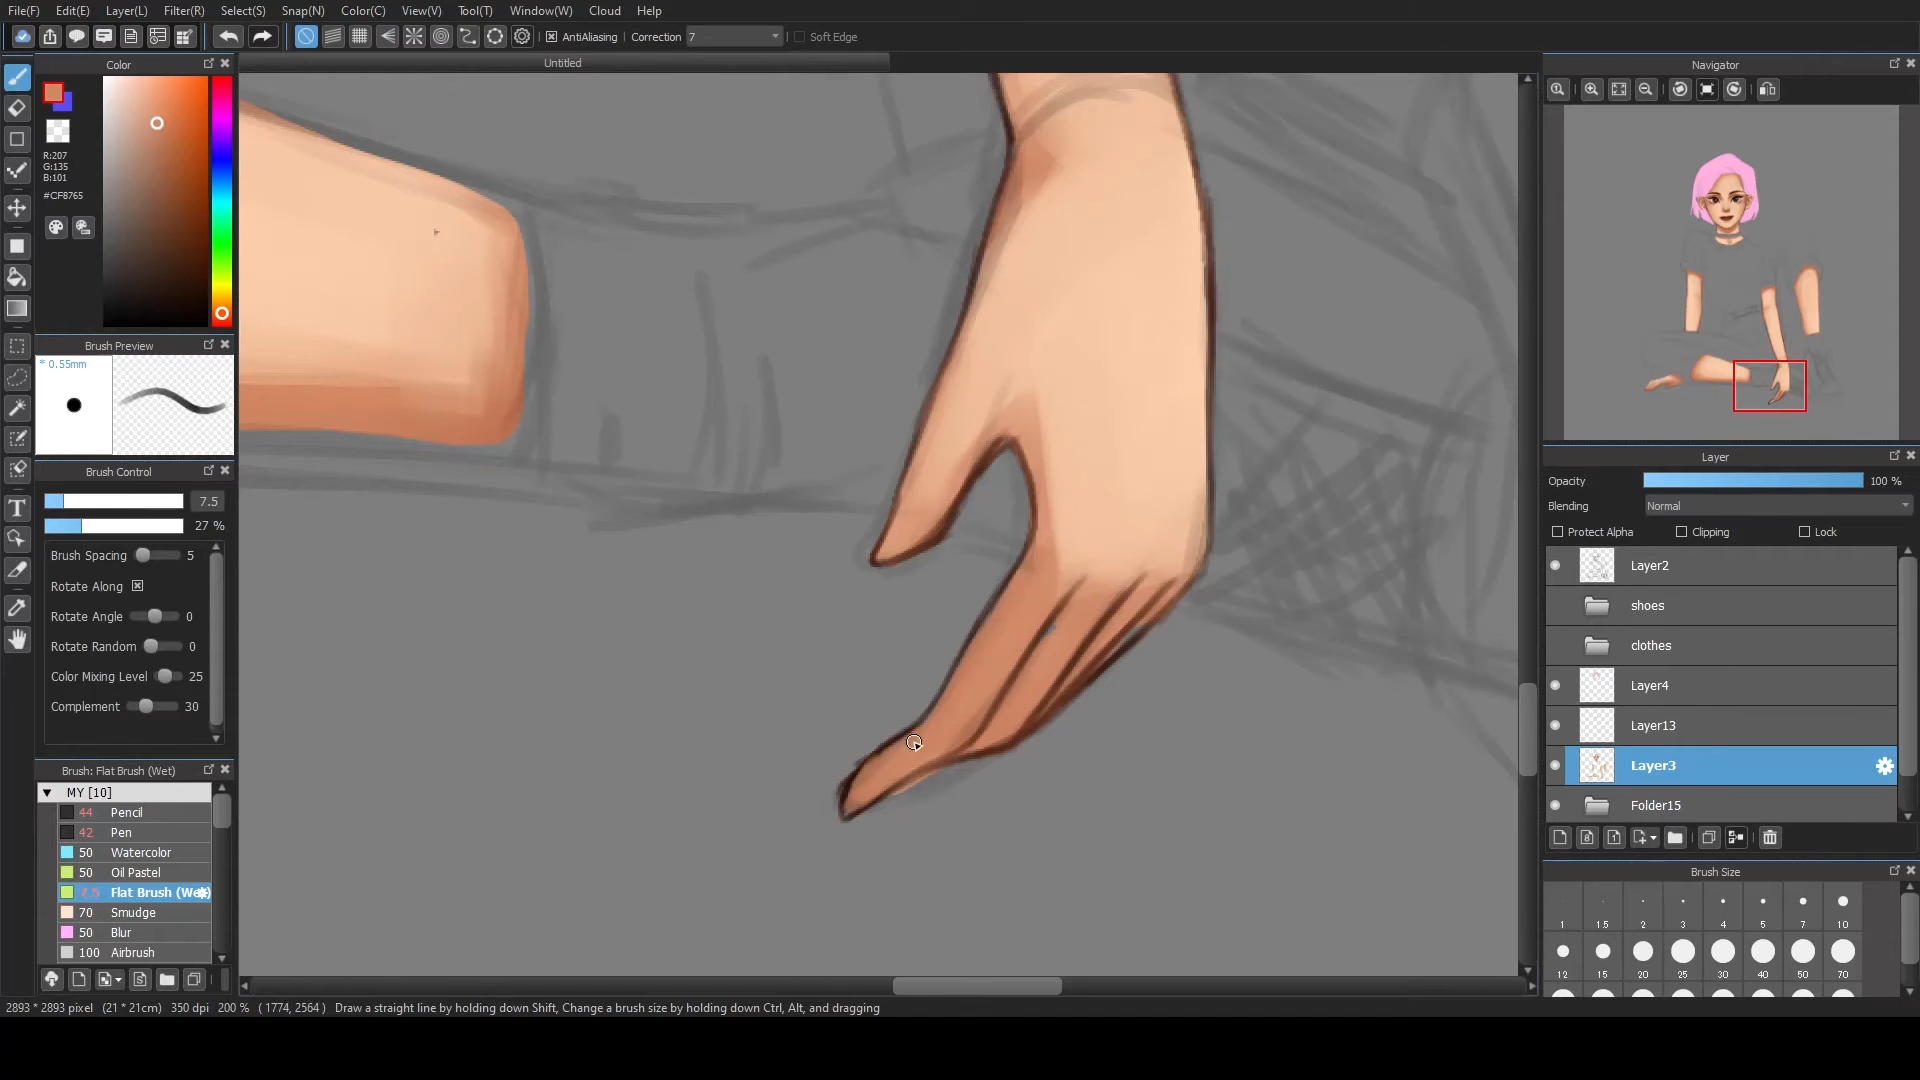 File(F) Edit(E) Layer(L) Filter(R) Select(S) Snap(N) Color(C) View(V) Tool(T) Window(W) Cloud Help
AntiAliasing Correction 7 Soft Edge
Color
Untitled
Navigator
R:207
G:135
B:101
#CF8765
Brush Preview
* 0.55mm
Brush Control
7.5
27 %
Brush Spacing 5
Rotate Along
Rotate Angle 0
Rotate Random 0
Color Mixing Level 25
Complement 30
Brush: Flat Brush (Wet)
MY [10]
44 Pencil
42 Pen
50 Watercolor
50 Oil Pastel
7.5 Flat Brush (Wet)
70 Smudge
50 Blur
100 Airbrush
Layer
Opacity 100 %
Blending Normal
Protect Alpha Clipping Lock
Layer2
shoes
clothes
Layer4
Layer13
Layer3
Folder15
Brush Size
1 1.5 2 3 4 5 7 10
12 15 20 25 30 40 50 70
2893 * 2893 pixel (21 * 21cm) 350 dpi 200 % ( 1774, 2564 ) Draw a straight line by holding down Shift, Change a brush size by holding down Ctrl, Alt, and dragging